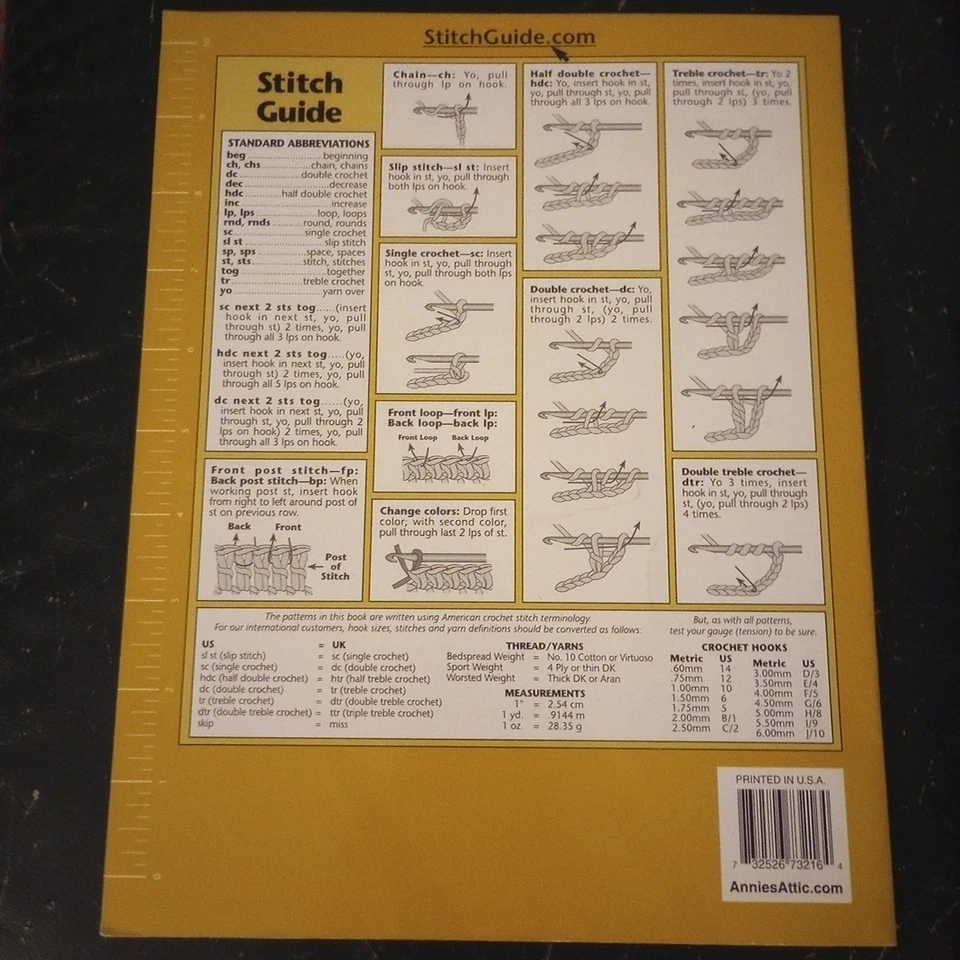 StitchGuide.com
Stitch
Guide
STANDARD ABBREVIATIONS
beg..........................beginning
ch, chs...............chain, chains
dc......................double crochet
dec..........................decrease
hdc..........half double crochet
inc............................increase
lp, lps.................loop, loops
rnd, rnds.........round, rounds
sc.......................single crochet
sl st.........................slip stitch
sp, sps...............space, spaces
st, sts..............stitch, stitches
tog..........................together
tr.......................treble crochet
yo..........................yarn over
sc next 2 sts tog......(insert
hook in next st, yo, pull
through st) 2 times, yo, pull
through all 3 lps on hook.
hdc next 2 sts tog.....(yo,
insert hook in next st, yo, pull
through st) 2 times, yo, pull
through all 5 lps on hook.
dc next 2 sts tog......(yo,
insert hook in next st, yo, pull
through st, yo, pull through 2
lps on hook) 2 times, yo, pull
through all 3 lps on hook.
Front post stitch—fp:
Back post stitch—bp: When
working post st, insert hook
from right to left around post of
st on previous row.
Back Front
Post
of
Stitch
Chain—ch: Yo, pull
through lp on hook.
Slip stitch—sl st: Insert
hook in st, yo, pull through
both lps on hook.
Single crochet—sc: Insert
hook in st, yo, pull through
st, yo, pull through both lps
on hook.
Front loop—front lp:
Back loop—back lp:
Front Loop Back Loop
Change colors: Drop first
color; with second color,
pull through last 2 lps of st.
Half double crochet—
hdc: Yo, insert hook in st,
yo, pull through st, yo, pull
through all 3 lps on hook.
Double crochet—dc: Yo,
insert hook in st, yo, pull
through st, (yo, pull
through 2 lps) 2 times.
Treble crochet—tr: Yo 2
times, insert hook in st, yo,
pull through st, (yo, pull
through 2 lps) 3 times.
Double treble crochet—
dtr: Yo 3 times, insert
hook in st, yo, pull through
st, (yo, pull through 2 lps)
4 times.
The patterns in this book are written using American crochet stitch terminology.
For our international customers, hook sizes, stitches and yarn definitions should be converted as follows:
US = UK
sl st (slip stitch) = sc (single crochet)
sc (single crochet) = dc (double crochet)
hdc (half double crochet) = htr (half treble crochet)
dc (double crochet) = tr (treble crochet)
tr (treble crochet) = dtr (double treble crochet)
dtr (double treble crochet) = ttr (triple treble crochet)
skip = miss
THREAD/YARNS
Bedspread Weight = No. 10 Cotton or Virtuoso
Sport Weight = 4 Ply or thin DK
Worsted Weight = Thick DK or Aran
MEASUREMENTS
1" = 2.54 cm
1 yd. = .9144 m
1 oz. = 28.35 g
But, as with all patterns,
test your gauge (tension) to be sure.
CROCHET HOOKS
Metric US Metric US
.60mm 14 3.00mm D/3
.75mm 12 3.50mm E/4
1.00mm 10 4.00mm F/5
1.50mm 6 4.50mm G/6
1.75mm 5 5.00mm H/8
2.00mm B/1 5.50mm I/9
2.50mm C/2 6.00mm J/10
0
1
2
3
4
5
6
7
PRINTED IN U.S.A.
7 32526 73216 4
AnniesAttic.com